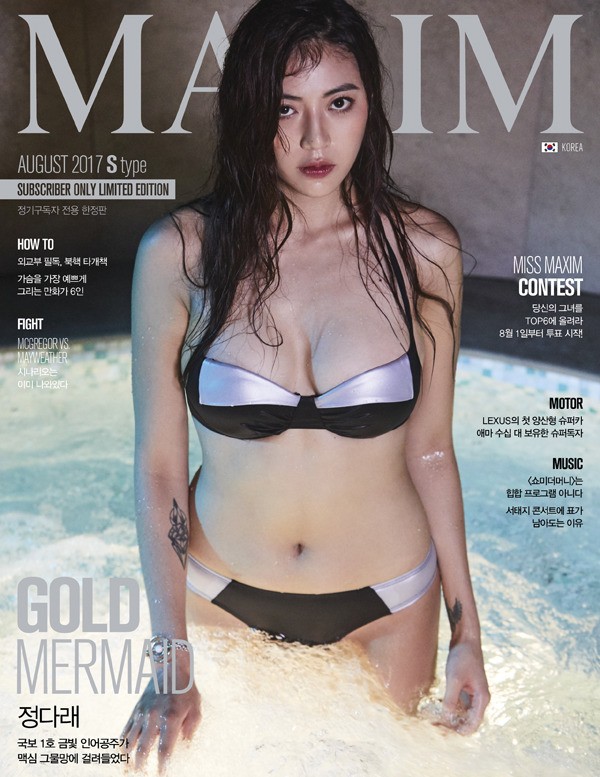 MAXIM
KOREA
AUGUST 2017 S type
SUBSCRIBER ONLY LIMITED EDITION
정기구독자 전용 한정판
HOW TO
외교부 필독, 북핵 타개책
가슴을 가장 예쁘게
그리는 만화가 6인
FIGHT
MCGREGOR VS.
MAYWEATHER
시나리오는
이미 나와있다
MISS MAXIM
CONTEST
당신의 그녀를
TOP6에 올려라
8월 1일부터 투표 시작!
MOTOR
LEXUS의 첫 양산형 슈퍼카
애마 수십 대 보유한 슈퍼독자
MUSIC
<쇼미더머니>는
힙합 프로그램 아니다
서태지 콘서트에 표가
남아도는 이유
GOLD
MERMAID
정다래
국보 1호 금빛 인어공주가
맥심 그물망에 걸려들었다